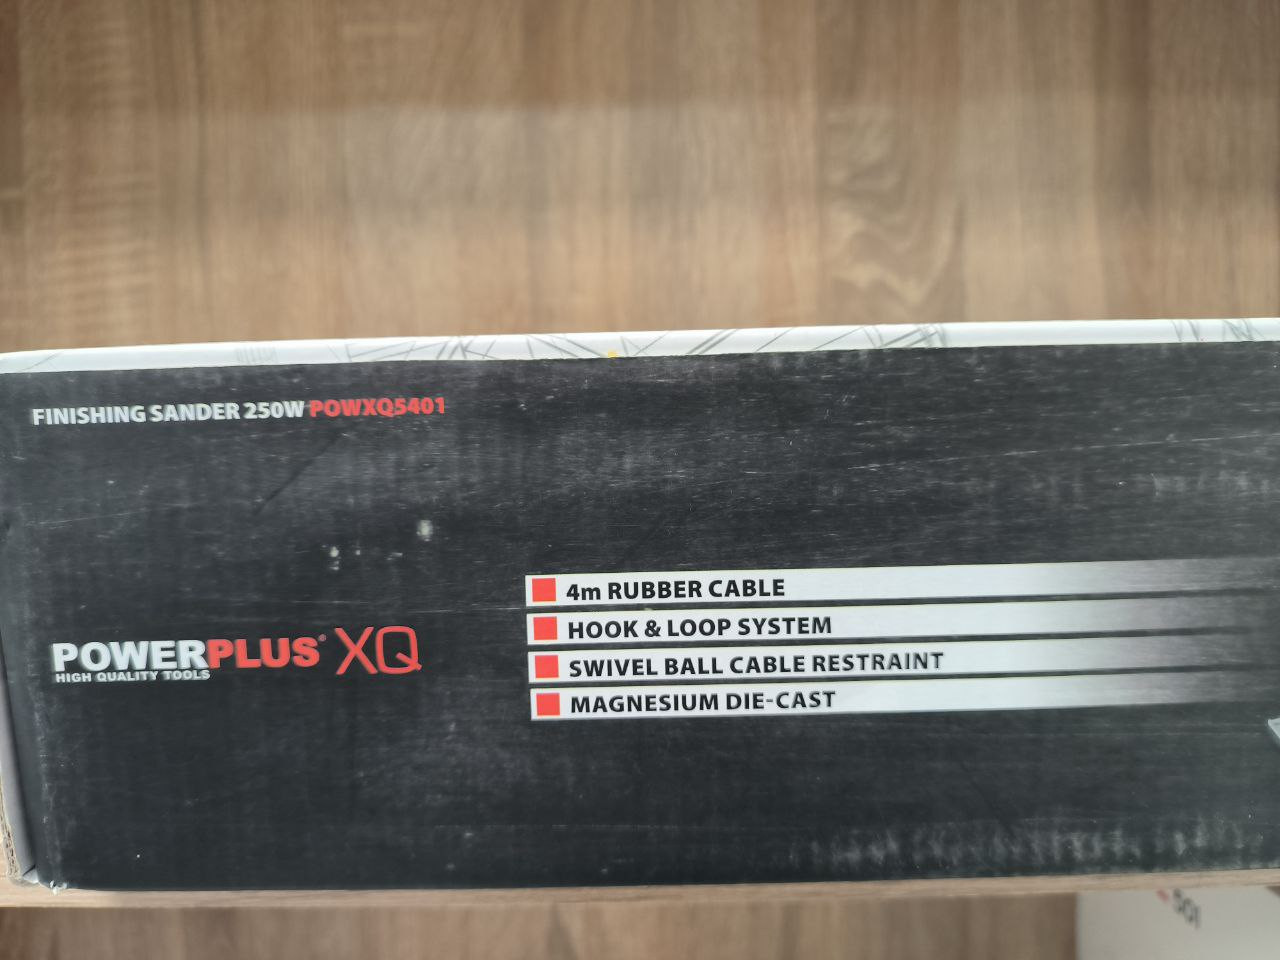 FINISHING SANDER 250W POWXQ5401
4m RUBBER CABLE
HOOK & LOOP SYSTEM
SWIVEL BALL CABLE RESTRAINT
MAGNESIUM DIE-CAST
POWERPLUS® XQ
HIGH QUALITY TOOLS
501